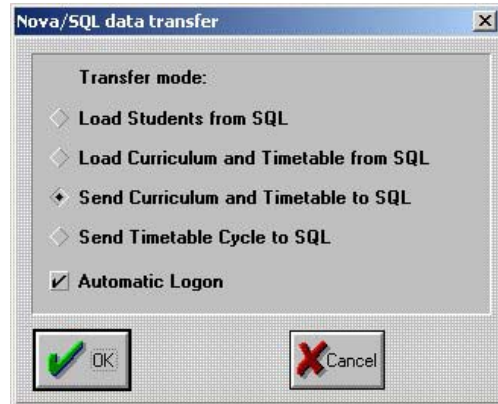 Nova/SQL data transfer
Transfer mode:
Load Students from SQL
Load Curriculum and Timetable from SQL
Send Curriculum and Timetable to SQL
Send Timetable Cycle to SQL
Automatic Logon
OK
Cancel